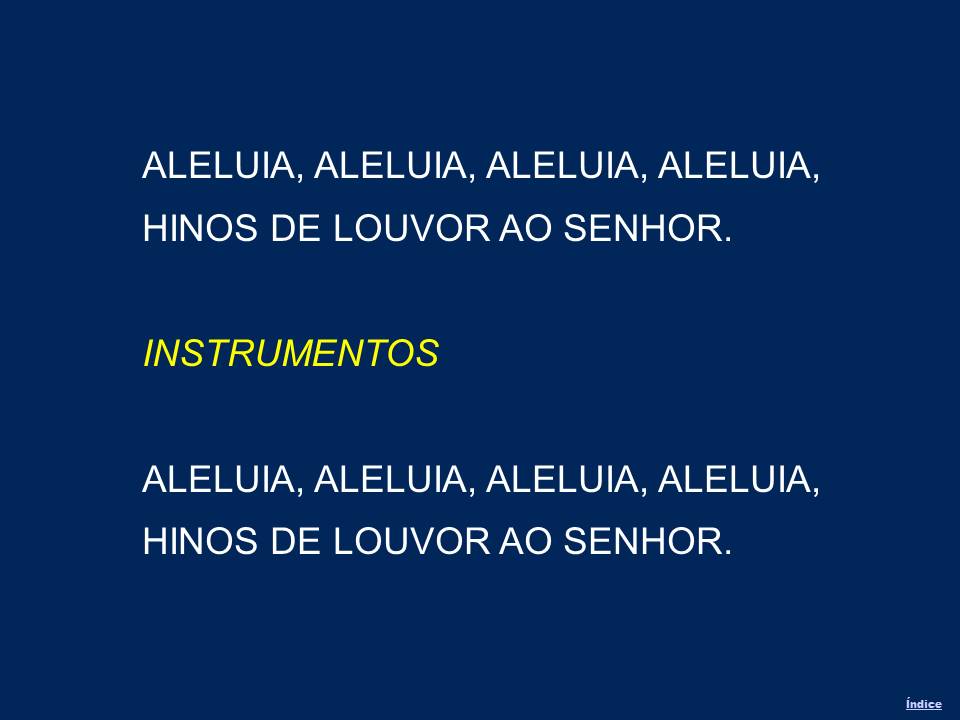 ALELUIA, ALELUIA, ALELUIA, ALELUIA,
HINOS DE LOUVOR AO SENHOR.
INSTRUMENTOS
ALELUIA, ALELUIA, ALELUIA, ALELUIA,
HINOS DE LOUVOR AO SENHOR.
Índice